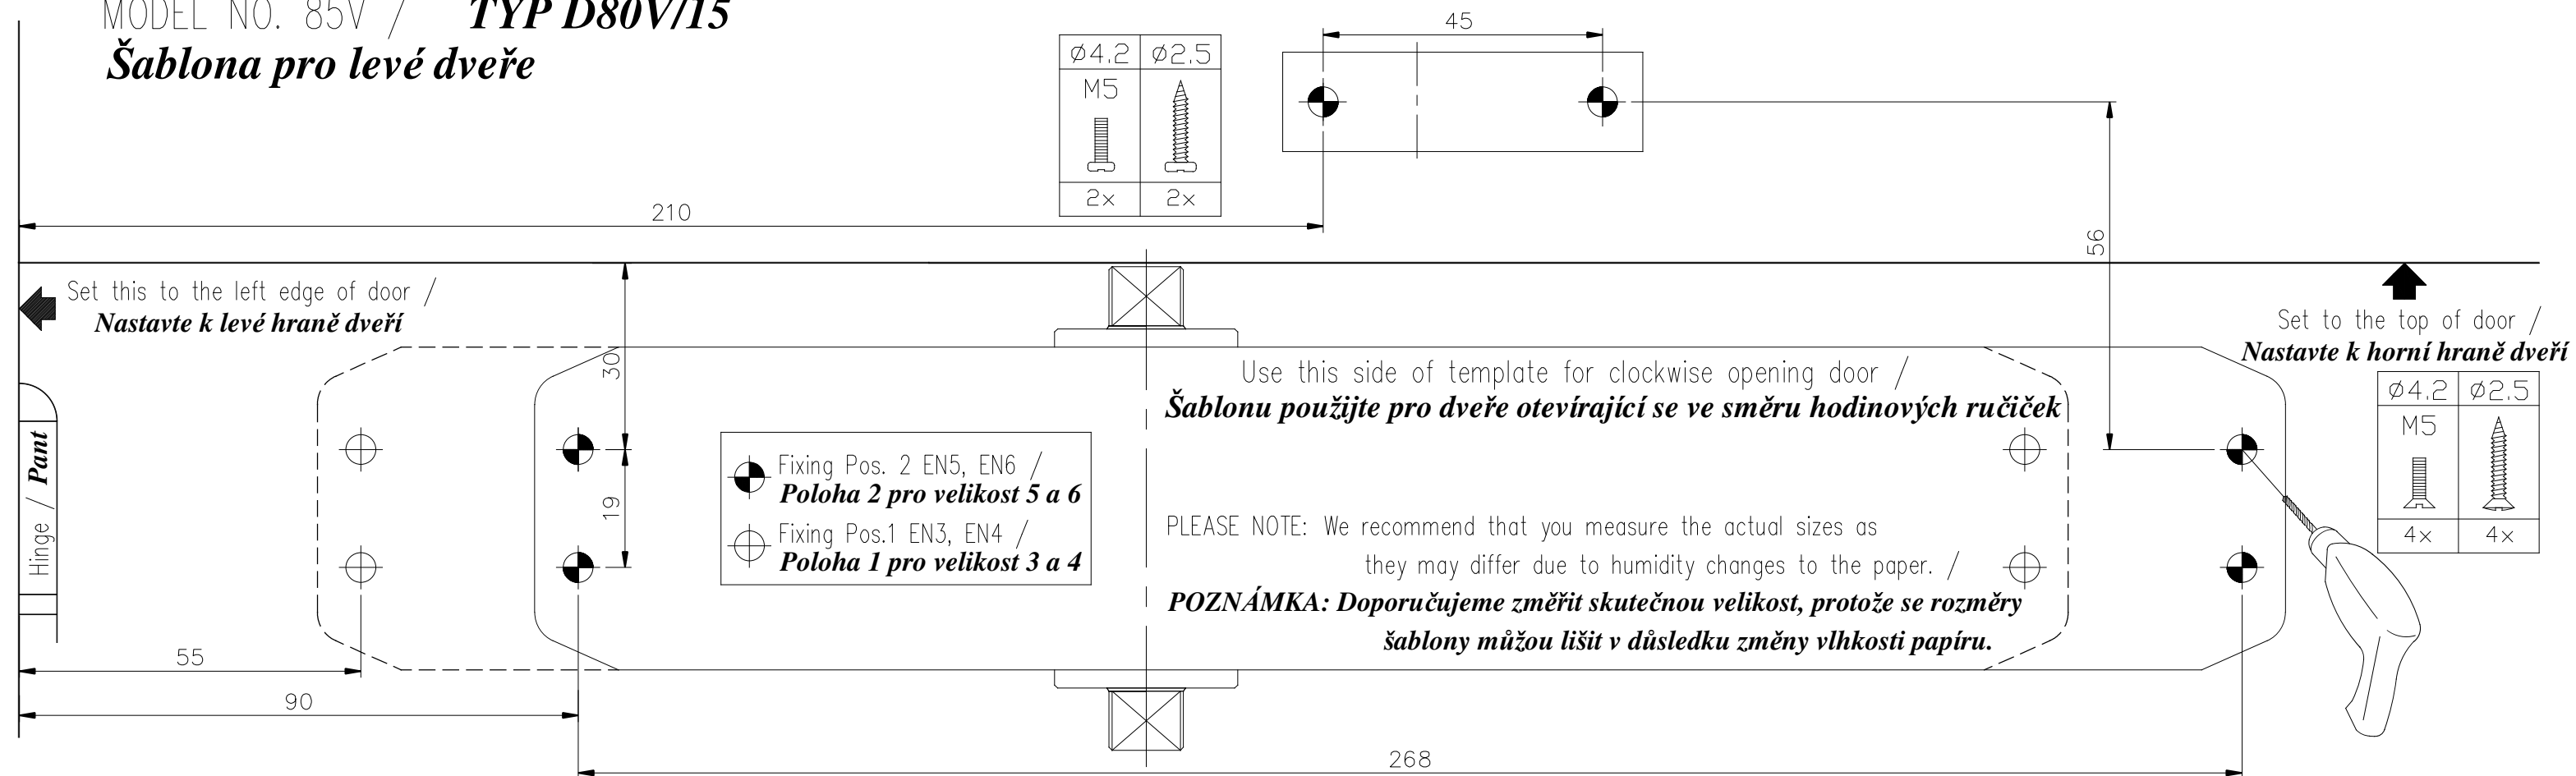 MODEL NO. 85V / TYP D80V/15
Šablona pro levé dveře
45
Ø4,2 Ø2,5
M5
2x 2x
210
56
Set this to the left edge of door /
Nastavte k levé hraně dveří
Set to the top of door /
Nastavte k horní hraně dveří
30
Use this side of template for clockwise opening door /
Šablonu použijte pro dveře otevírající se ve směru hodinových ručiček
Ø4,2 Ø2,5
M5
4x 4x
Hinge / Pant
19
Fixing Pos. 2 EN5, EN6 /
Poloha 2 pro velikost 5 a 6
Fixing Pos.1 EN3, EN4 /
Poloha 1 pro velikost 3 a 4
PLEASE NOTE: We recommend that you measure the actual sizes as
they may differ due to humidity changes to the paper. /
POZNÁMKA: Doporučujeme změřit skutečnou velikost, protože se rozměry
šablony můžou lišit v důsledku změny vlhkosti papíru.
55
90
268